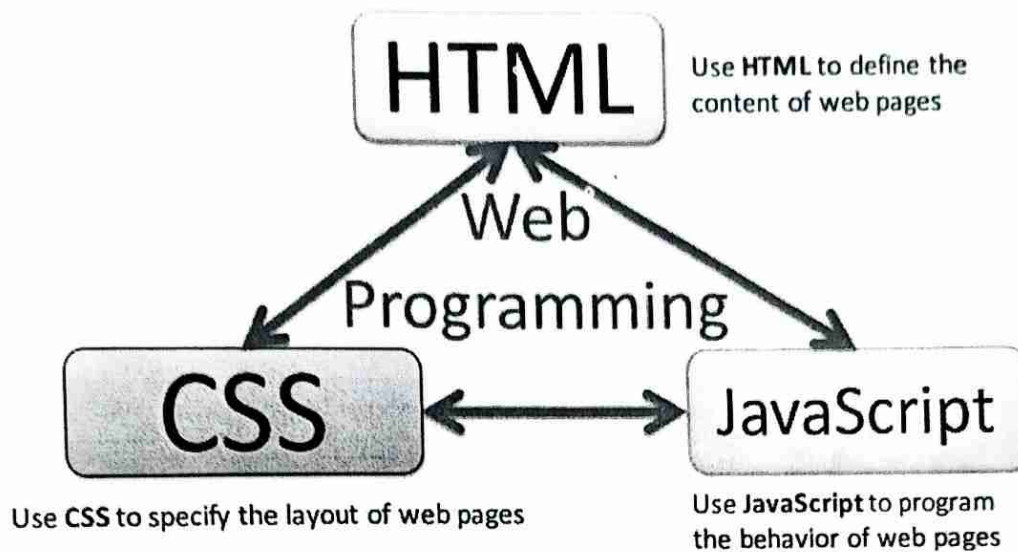 HTML
Use HTML to define the
content of web pages
Web
Programming
CSS
JavaScript
Use CSS to specify the layout of web pages
Use JavaScript to program
the behavior of web pages